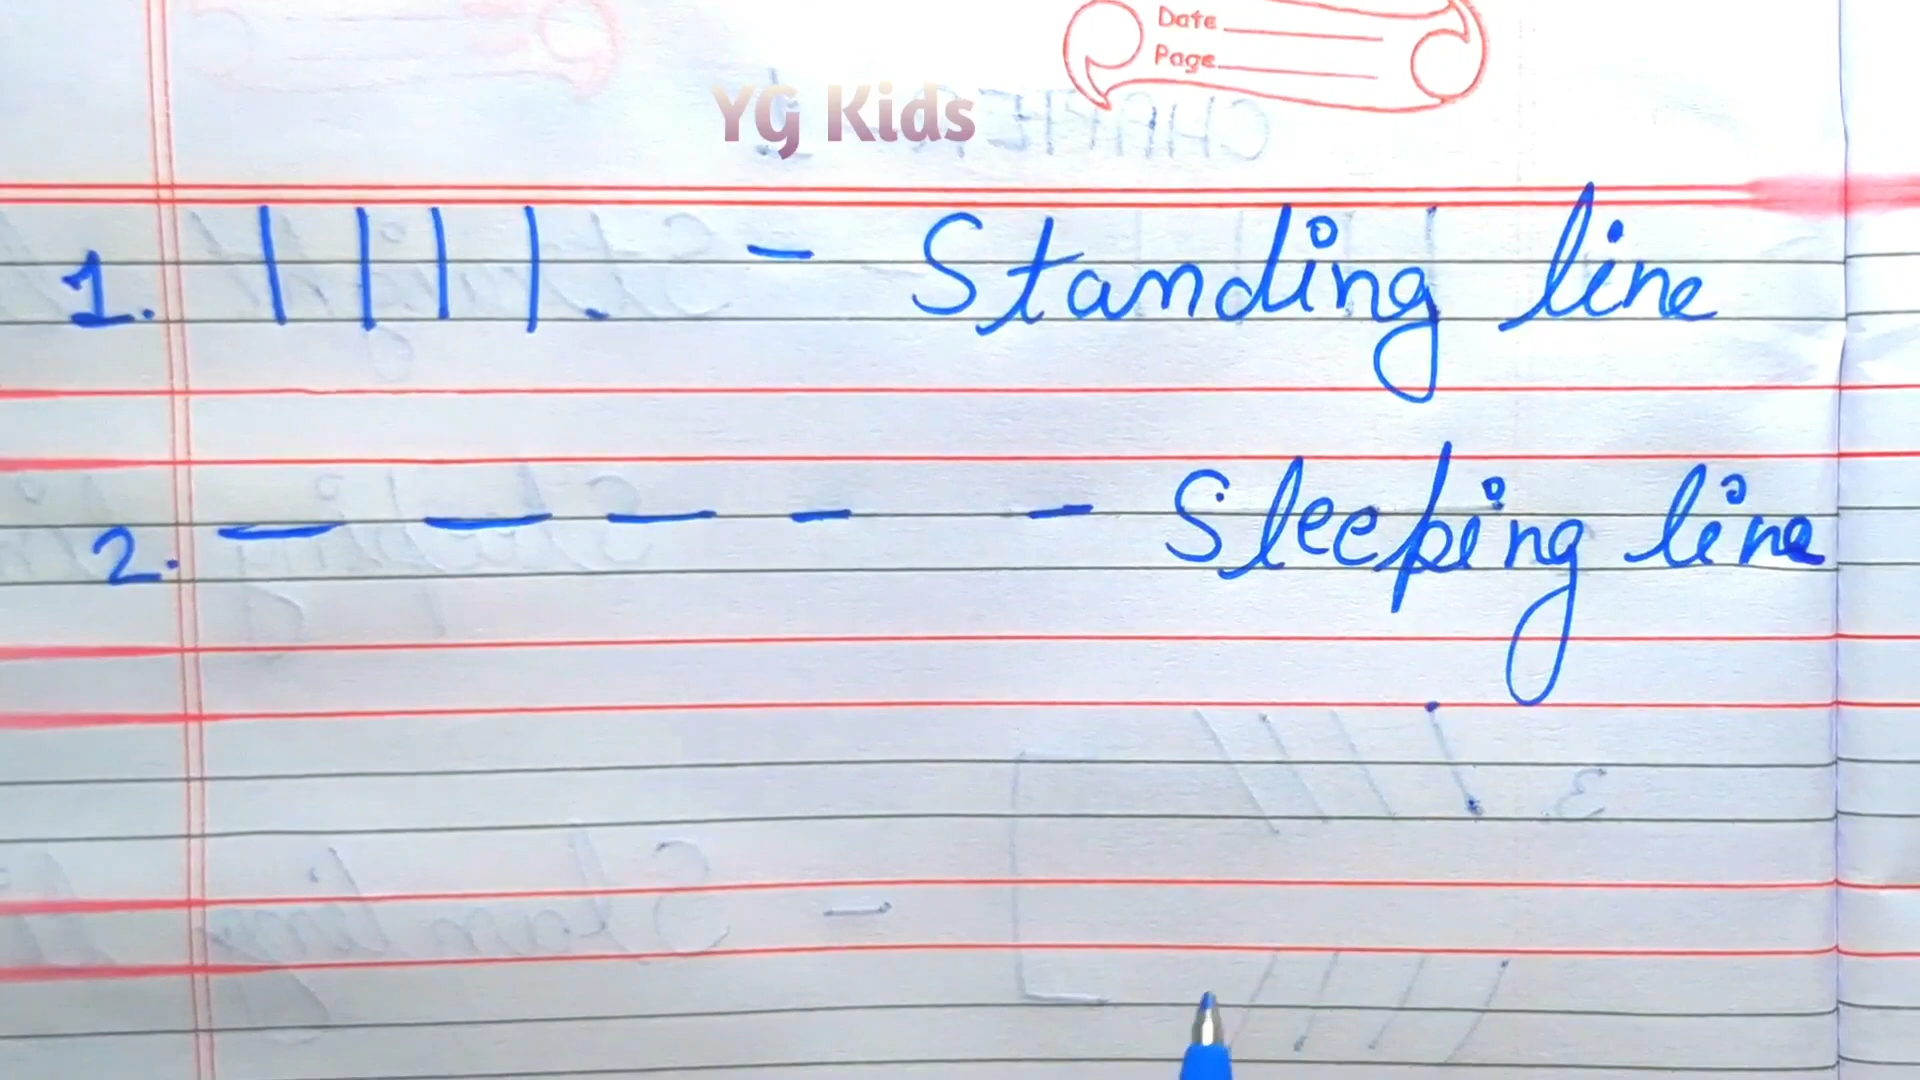 Date
Page
YG Kids
1. | | | |. - Standing line
2. — — — - - Sleeping line